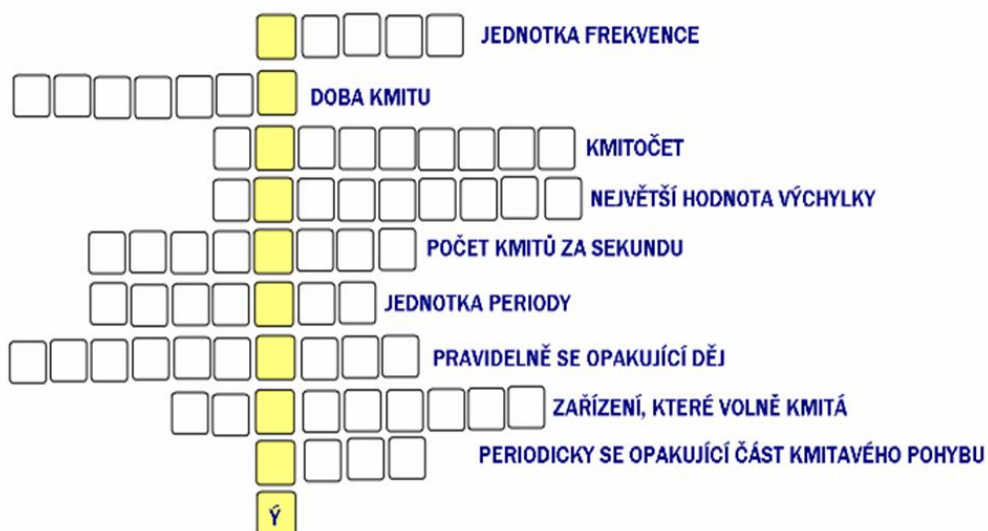 JEDNOTKA FREKVENCE
DOBA KMITU
KMITOČET
NEJVĚTŠÍ HODNOTA VÝCHYLKY
POČET KMITŮ ZA SEKUNDU
JEDNOTKA PERIODY
PRAVIDELNĚ SE OPAKUJÍCÍ DĚJ
ZAŘÍZENÍ, KTERÉ VOLNĚ KMITÁ
PERIODICKY SE OPAKUJÍCÍ ČÁST KMITAVÉHO POHYBU
Ý